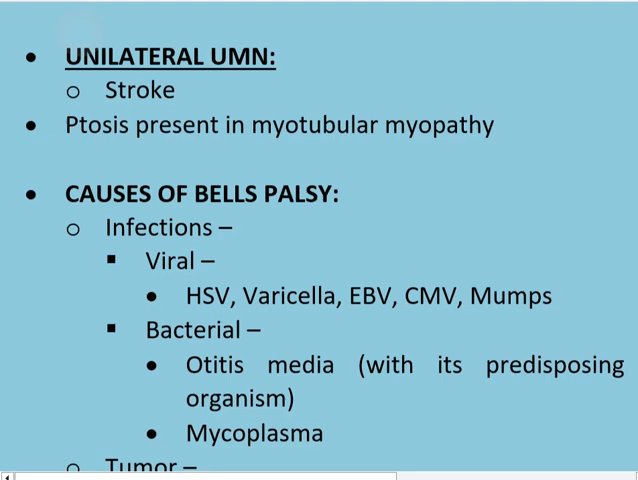 • UNILATERAL UMN:
o Stroke
• Ptosis present in myotubular myopathy
• CAUSES OF BELLS PALSY:
o Infections –
▪ Viral –
• HSV, Varicella, EBV, CMV, Mumps
▪ Bacterial –
• Otitis media (with its predisposing
organism)
• Mycoplasma
o Tumor –